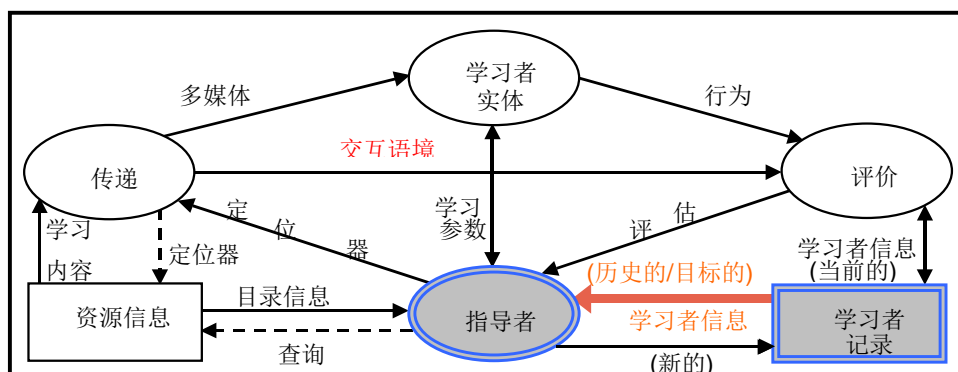 学习者
实体
多媒体
行为
交互语境
传递
评价
学习
参数
定位器
评估
学习
内容
定位器
学习者信息
(当前的)
(历史的/目标的)
目录信息
资源信息
指导者
学习者信息
学习者
记录
查询
(新的)